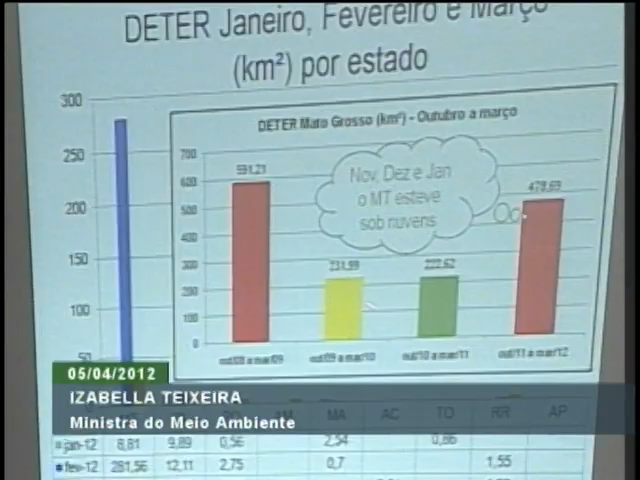 DETER Janeiro, Fevereiro e Março
(km²) por estado
300
250
200
150
100
50
DETER Mato Grosso (km²) - Outubro a março
700
600
500
400
300
200
100
0
591,21
231,99
222,62
478,69
Nov, Dez e Jan
o MT esteve
sob nuvens
out/08 a mar/09
out/09 a mar/10
out/10 a mar/11
out/11 a mar/12
05/04/2012
IZABELLA TEIXEIRA
Ministra do Meio Ambiente
MA AC TO RR AP
jan-12 8,81 9,89 0,56 2,54 0,86
fev-12 281,56 12,11 2,75 0,7 1,55